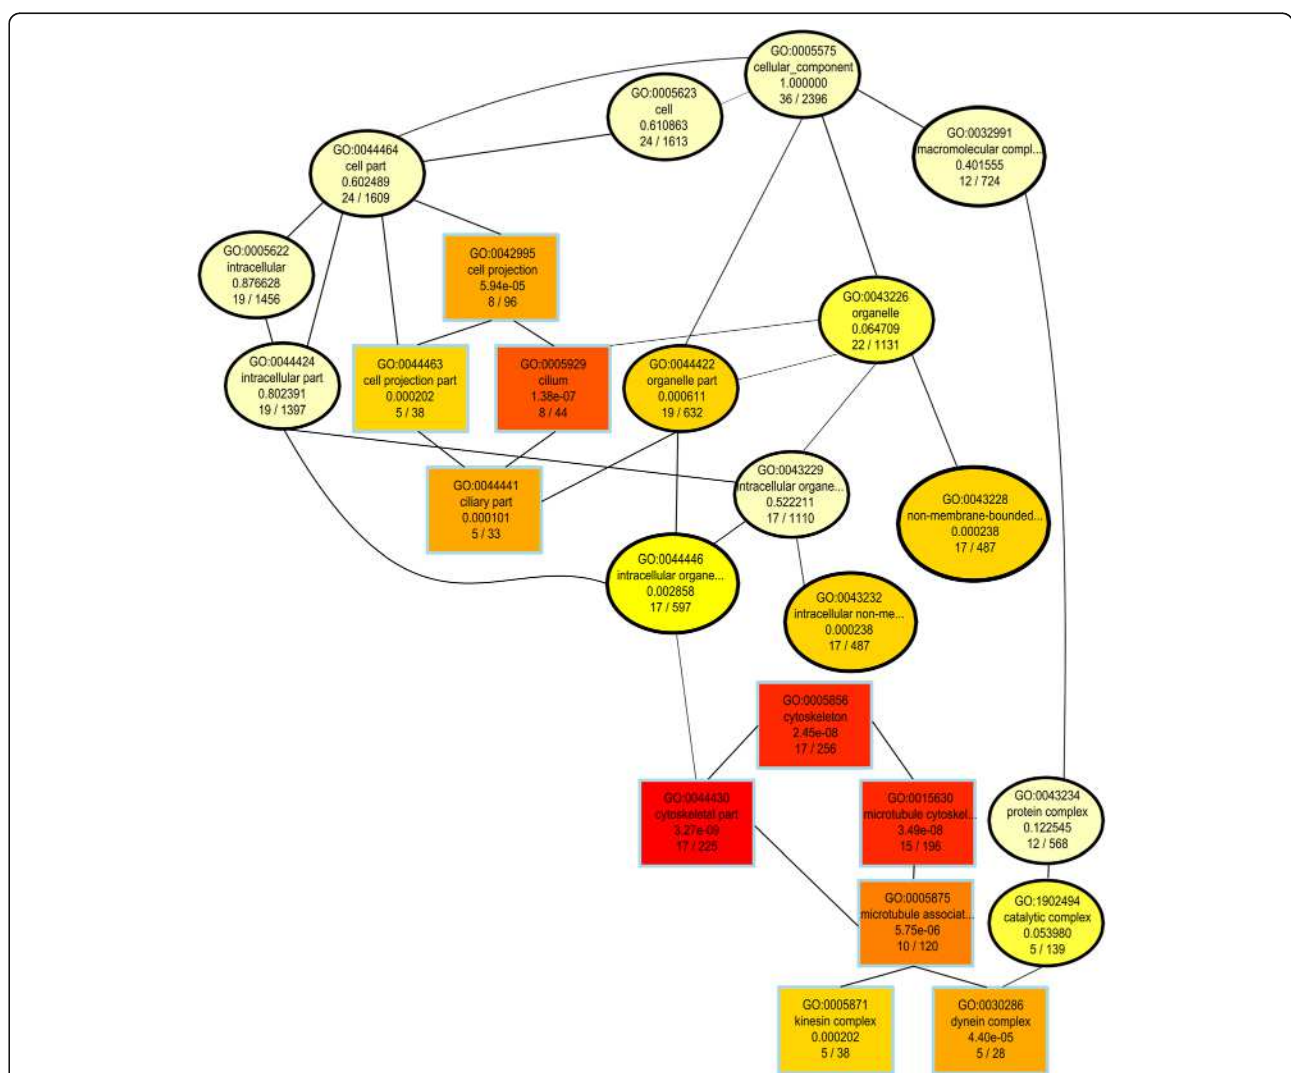 GO:0005575
cellular_component
1.000000
36 / 2396
GO:0005623
cell
0.610863
24 / 1613
GO:0032991
macromolecular compl...
0.401555
12 / 724
GO:0044464
cell part
0.602489
24 / 1609
GO:0005622
intracellular
0.876628
19 / 1456
GO:0042995
cell projection
5.94e-05
8 / 96
GO:0043226
organelle
0.064709
22 / 1131
GO:0044424
intracellular part
0.802391
19 / 1397
GO:0044463
cell projection part
0.000202
5 / 38
GO:0005929
cilium
1.38e-07
8 / 44
GO:0044422
organelle part
0.000611
19 / 632
GO:0044441
ciliary part
0.000101
5 / 33
GO:0043229
intracellular organe...
0.522211
17 / 1110
GO:0043228
non-membrane-bounded...
0.000238
17 / 487
GO:0044446
intracellular organe...
0.002858
17 / 597
GO:0043232
intracellular non-me...
0.000238
17 / 487
GO:0005856
cytoskeleton
2.45e-08
17 / 256
GO:0044430
cytoskeletal part
3.27e-09
17 / 225
GO:0015630
microtubule cytosket...
3.49e-08
15 / 196
GO:0043234
protein complex
0.122545
12 / 568
GO:0005875
microtubule associat...
5.75e-06
10 / 120
GO:1902494
catalytic complex
0.053980
5 / 139
GO:0005871
kinesin complex
0.000202
5 / 38
GO:0030286
dynein complex
4.40e-05
5 / 28